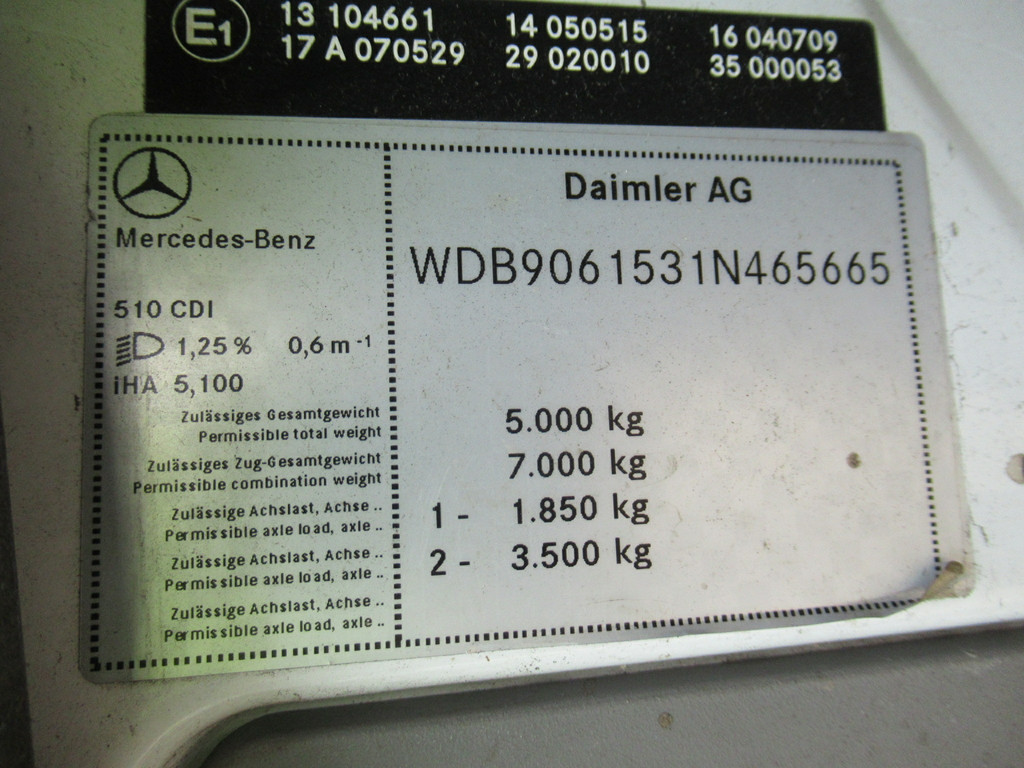 E1
13 104661 14 050515 16 040709
17 A 070529 29 020010 35 000053
Daimler AG
Mercedes-Benz
WDB9061531N465665
510 CDI
1,25 % 0,6 m -1
iHA 5,100
Zulässiges Gesamtgewicht
Permissible total weight
5.000 kg
Zulässiges Zug-Gesamtgewicht
Permissible combination weight
7.000 kg
Zulässige Achslast, Achse ..
Permissible axle load, axle ..
1 - 1.850 kg
Zulässige Achslast, Achse ..
Permissible axle load, axle ..
2 - 3.500 kg
Zulässige Achslast, Achse ..
Permissible axle load, axle ..